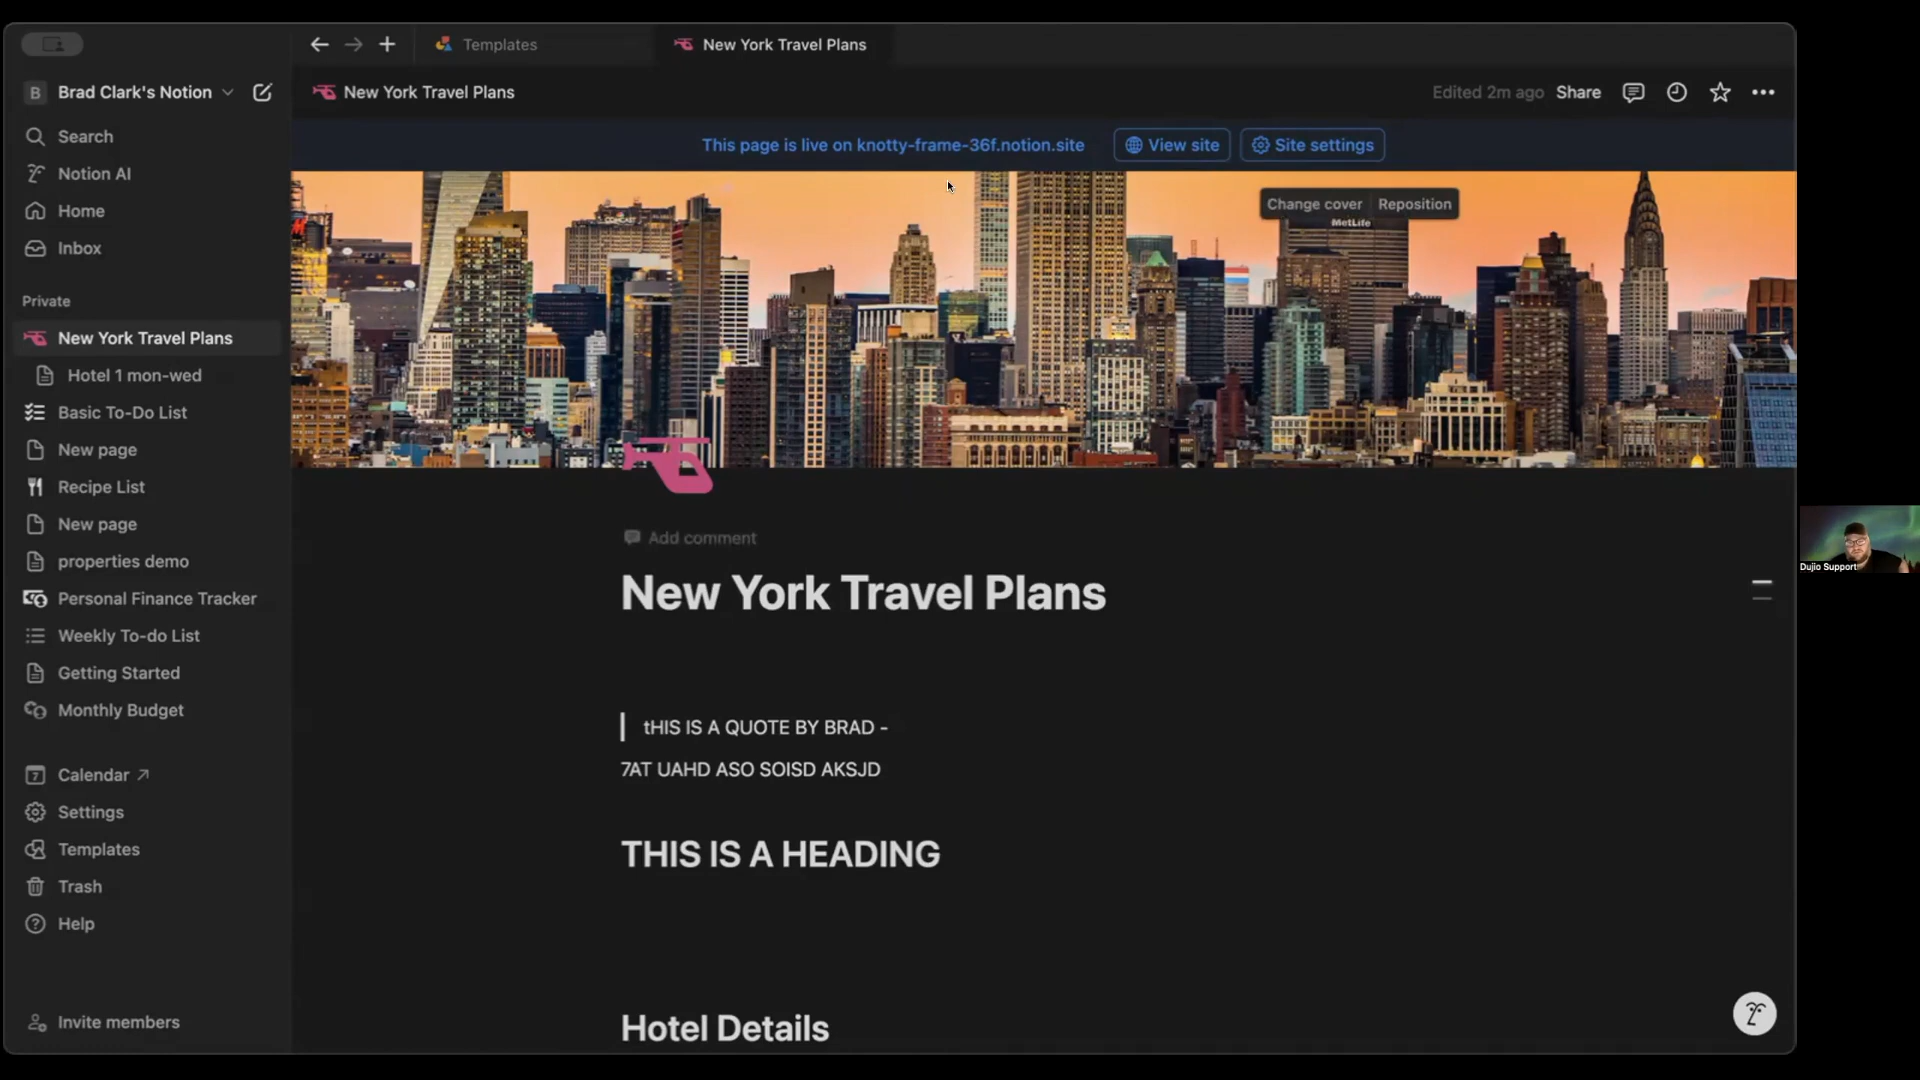 Templates
New York Travel Plans
B Brad Clark's Notion
New York Travel Plans
Edited 2m ago
Share
This page is live on knotty-frame-36f.notion.site
View site
Site settings
Search
Notion AI
Home
Inbox
Private
New York Travel Plans
Hotel 1 mon-wed
Basic To-Do List
New page
Recipe List
New page
properties demo
Personal Finance Tracker
Weekly To-do List
Getting Started
Monthly Budget
7 Calendar ↗
Settings
Templates
Trash
Help
Invite members
Change cover
Reposition
COMCAST
MetLife
Add comment
New York Travel Plans
tHIS IS A QUOTE BY BRAD -
7AT UAHD ASO SOISD AKSJD
THIS IS A HEADING
Hotel Details
Dujio Support